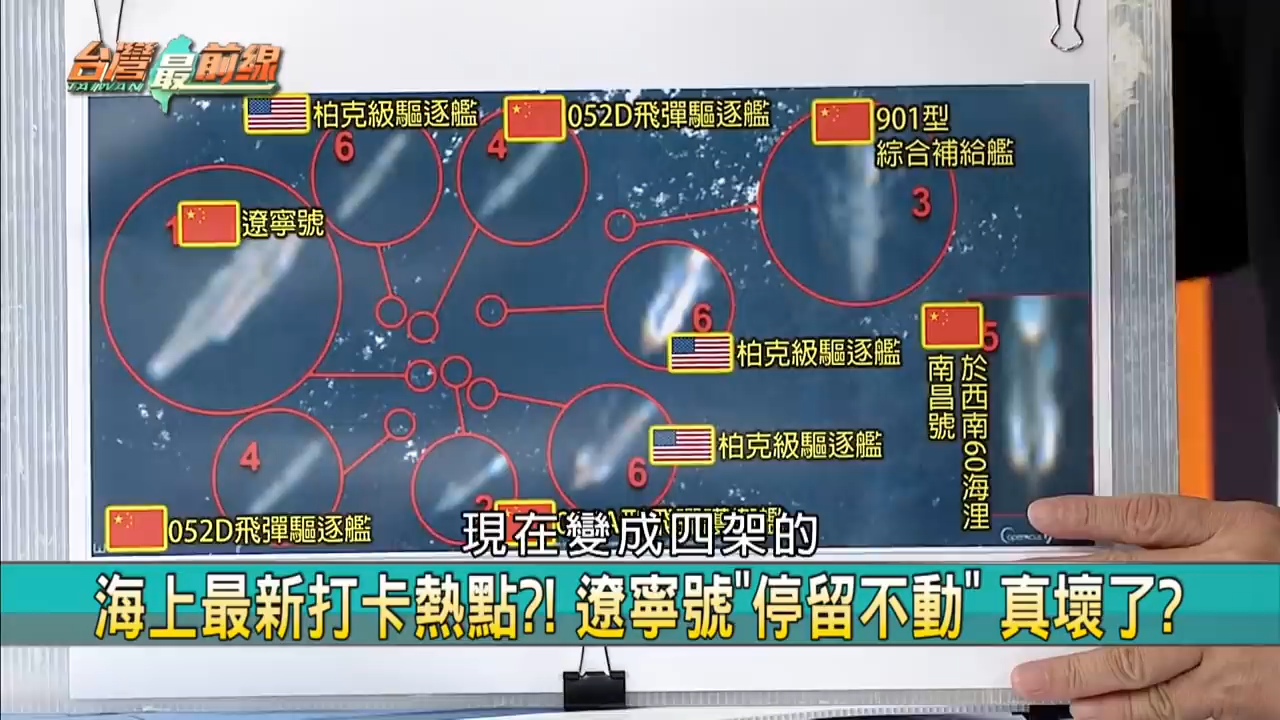 台灣最前線
TAIWAN
柏克級驅逐艦
052D飛彈驅逐艦
901型
綜合補給艦
6
4
3
1
遼寧號
6
柏克級驅逐艦
5
於西南60海浬
南昌號
4
柏克級驅逐艦
6
2
052D飛彈驅逐艦
現在變成四架的
Copernicus
海上最新打卡熱點?! 遼寧號"停留不動" 真壞了?